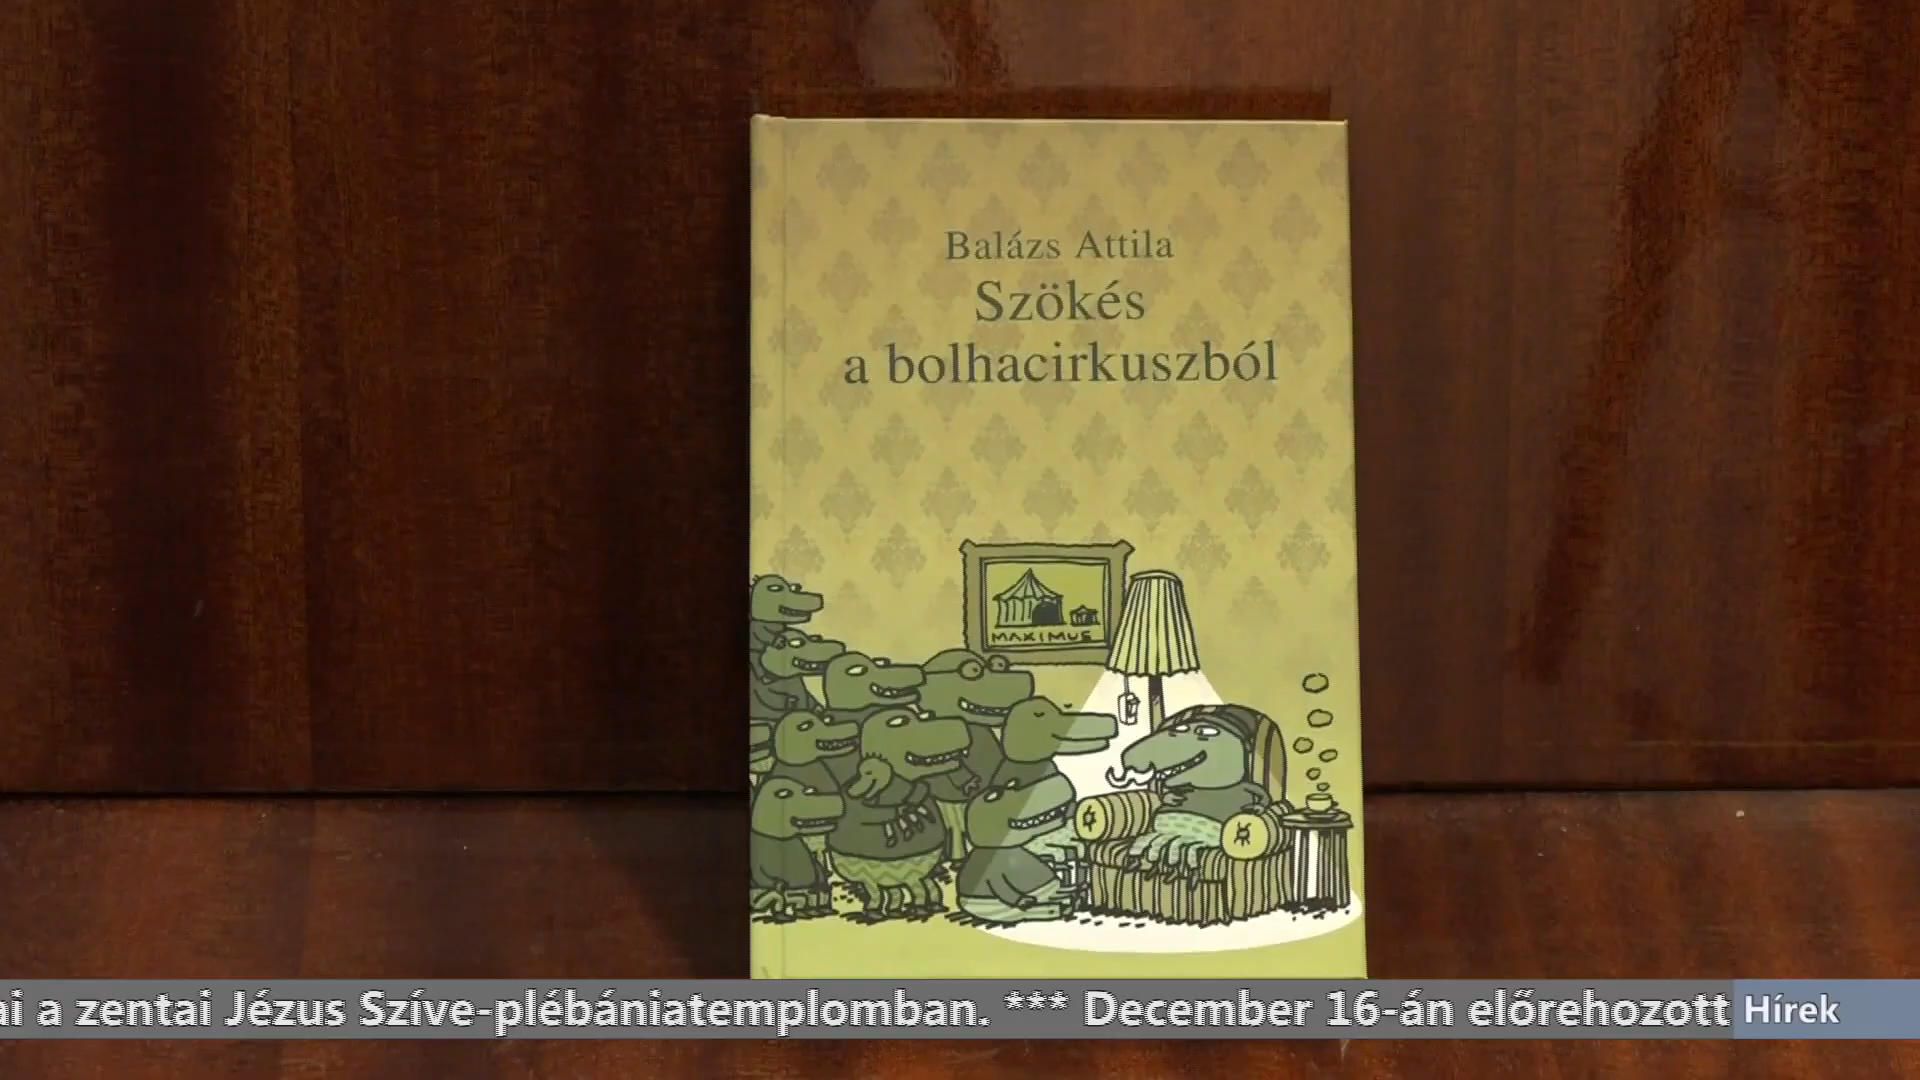 Balázs Attila
Szökés
a bolhacirkuszból
MAXIMUS
ai a zentai Jézus Szíve-plébániatemplomban. *** December 16-án előrehozott
Hírek